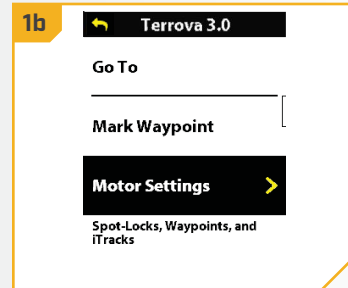 1b
Terrova 3.0
Go To
Mark Waypoint
Motor Settings
Spot-Locks, Waypoints, and
iTracks